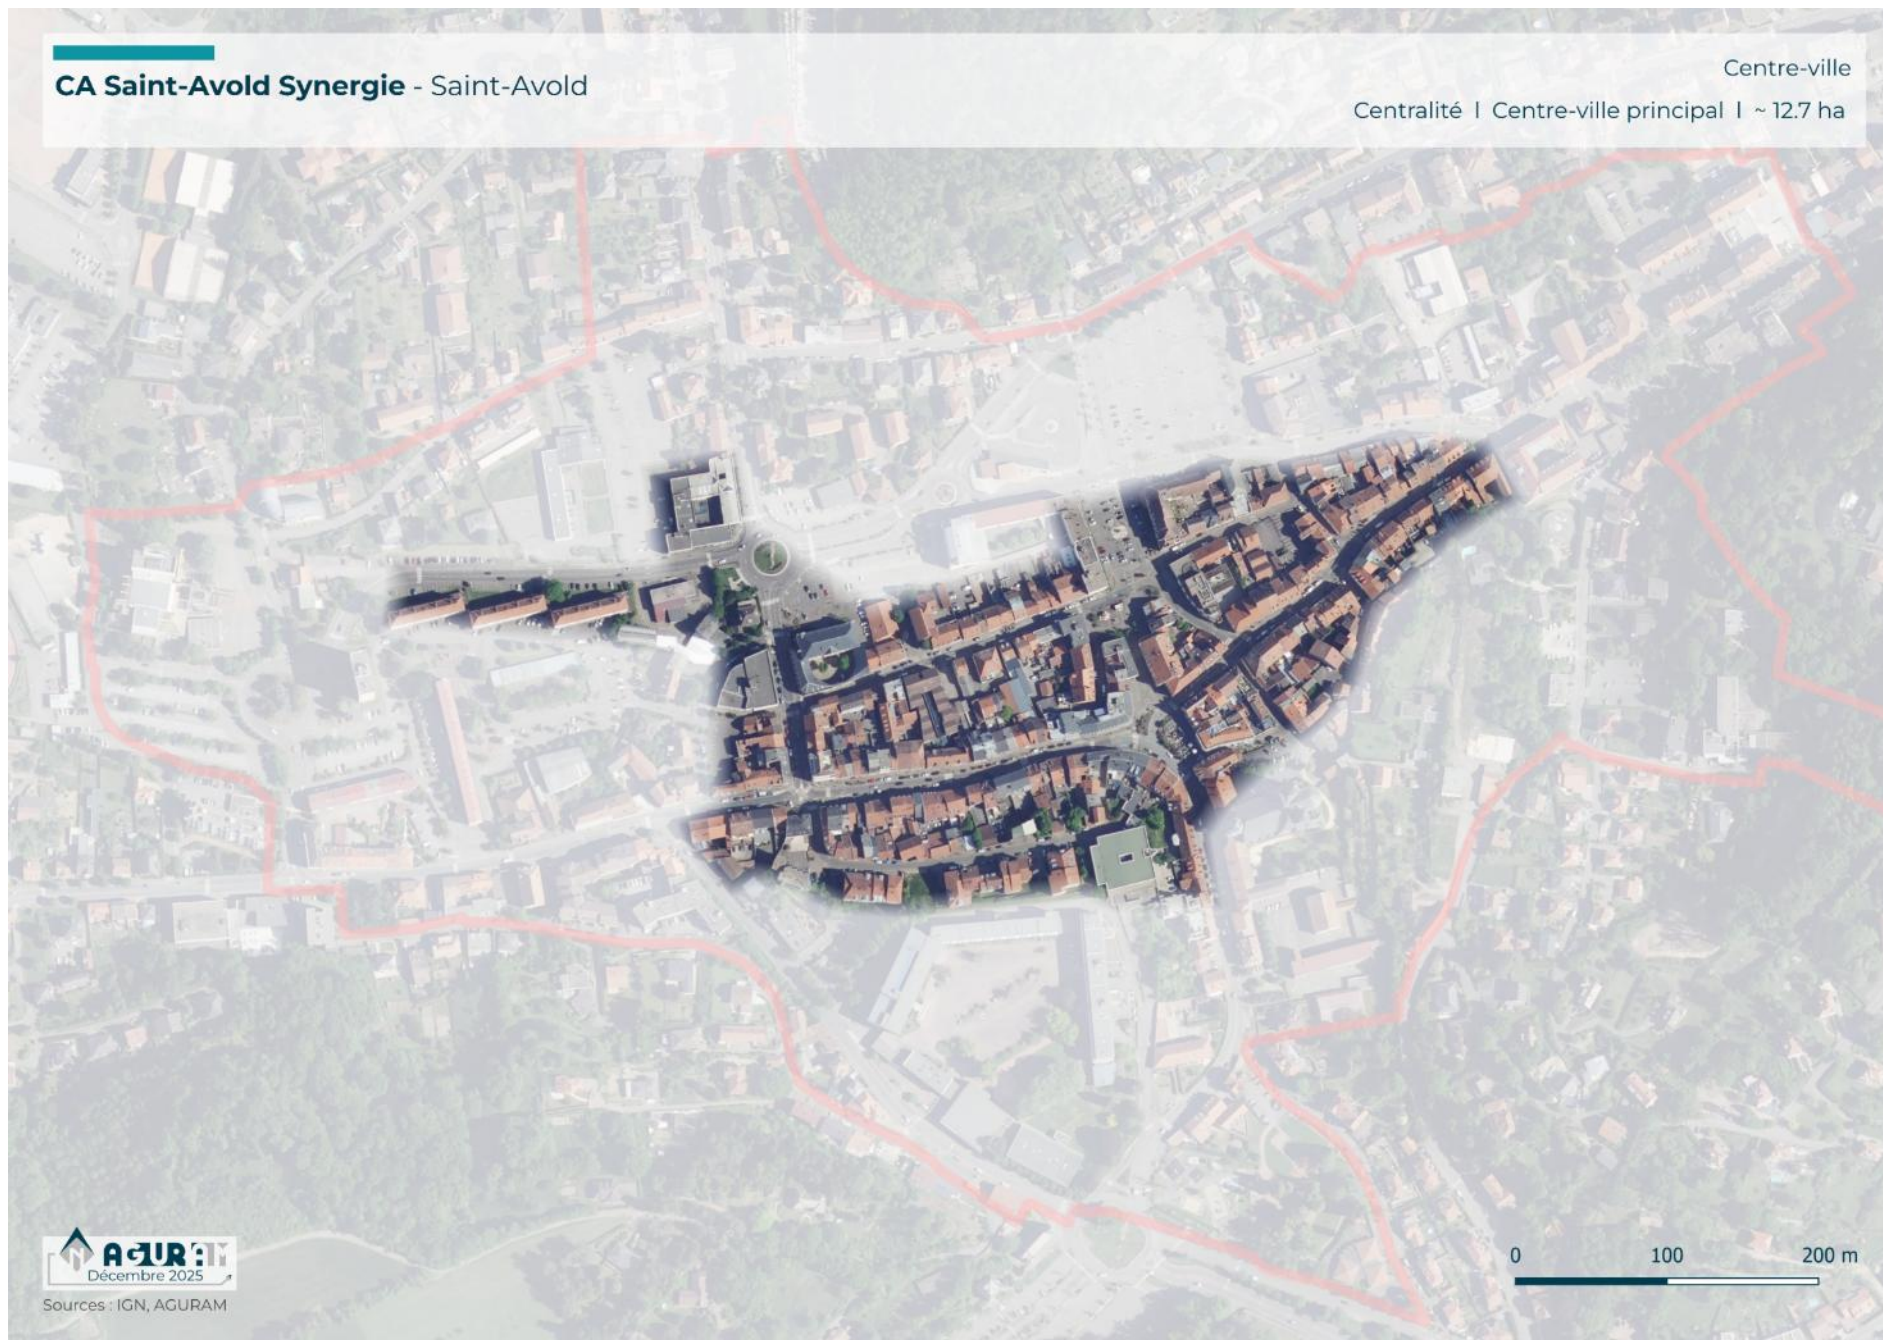 CA Saint-Avold Synergie - Saint-Avold
Centre-ville
Centralité | Centre-ville principal | ~ 12.7 ha
N
AGURAM
Décembre 2025
Sources : IGN, AGURAM
0 100 200 m